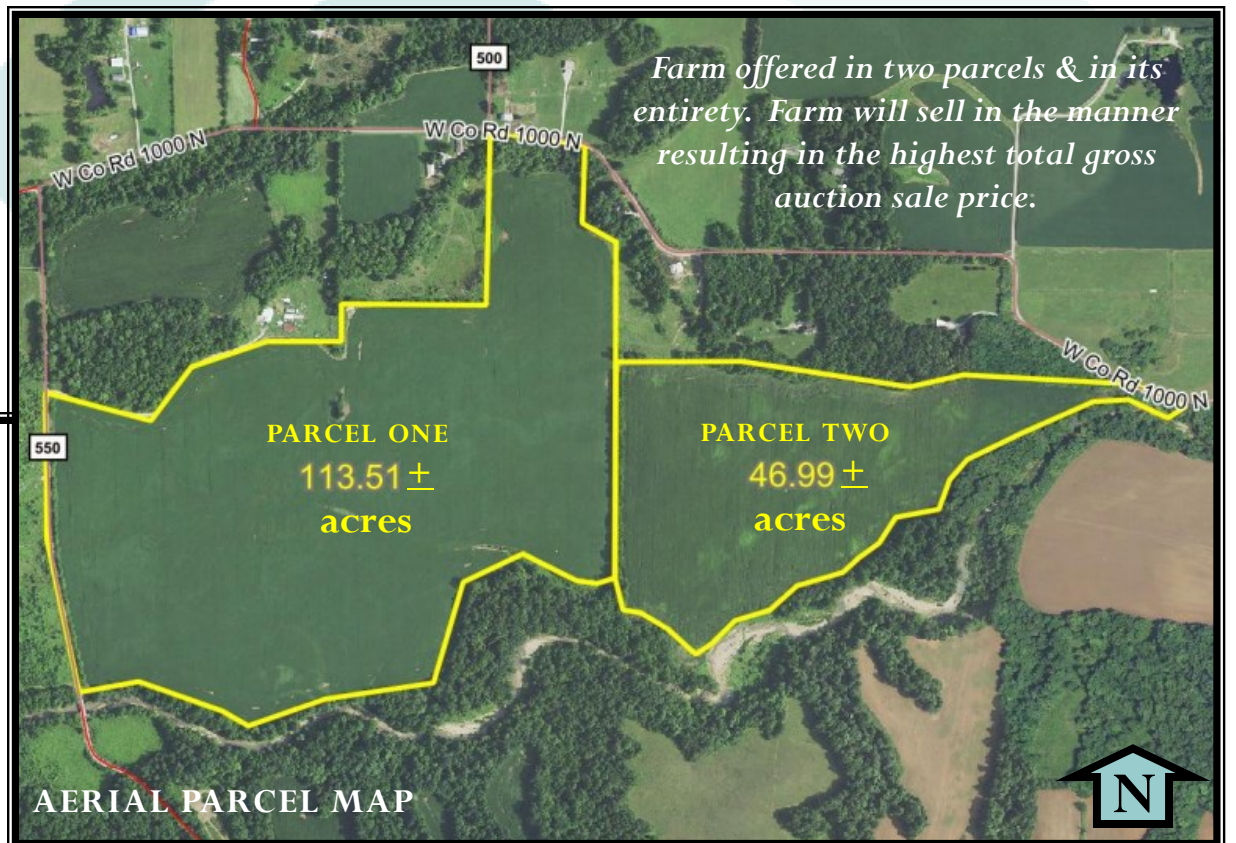 500
Farm offered in two parcels & in its
entirety. Farm will sell in the manner
resulting in the highest total gross
auction sale price.
W Co Rd 1000 N
W Co Rd 1000 N
W Co Rd 1000 N
550
PARCEL ONE
113.51 ±
acres
PARCEL TWO
46.99 ±
acres
AERIAL PARCEL MAP
N